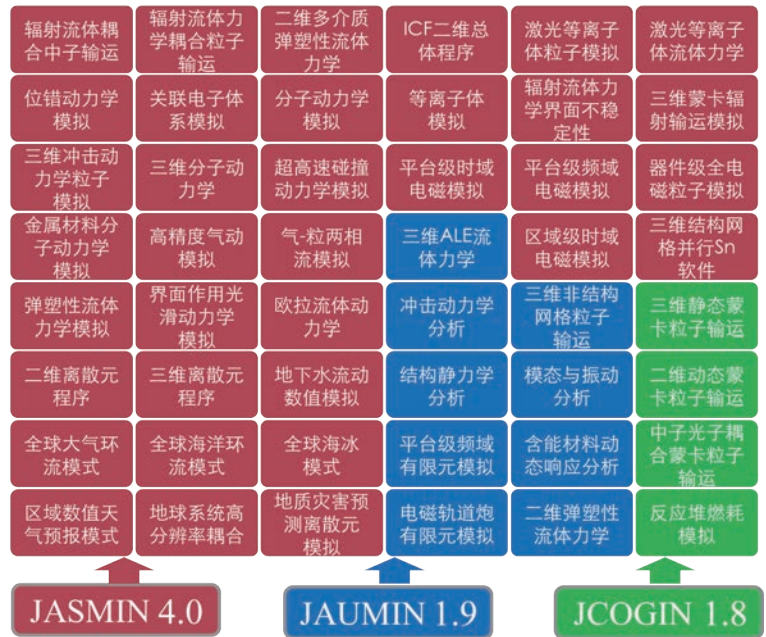 辐射流体耦
合中子输运
辐射流体力
学耦合粒子
输运
二维多介质
弹塑性流体
力学
ICF二维总
体程序
激光等离子
体粒子模拟
激光等离子
体流体力学
位错动力学
模拟
关联电子体
系模拟
分子动力学
模拟
等离子体
模拟
辐射流体力
学界面不稳
定性
三维蒙卡辐
射输运模拟
三维冲击动
力学粒子
模拟
三维分子动
力学
超高速碰撞
动力学模拟
平台级时域
电磁模拟
平台级频域
电磁模拟
器件级全电
磁粒子模拟
金属材料分
子动力学
模拟
高精度气动
模拟
气-粒两相
流模拟
三维ALE流
体力学
区域级时域
电磁模拟
三维结构网
格并行Sn
软件
弹塑性流体
力学模拟
界面作用光
滑动力学
模拟
欧拉流体动
力学
冲击动力学
分析
三维非结构
网格粒子
输运
三维静态蒙
卡粒子输运
二维离散元
程序
三维离散元
程序
地下水流动
数值模拟
结构静力学
分析
模态与振动
分析
二维动态蒙
卡粒子输运
全球大气环
流模式
全球海洋环
流模式
全球海冰
模式
平台级频域
有限元模拟
含能材料动
态响应分析
中子光子耦
合蒙卡粒子
输运
区域数值天
气预报模式
地球系统高
分辨率耦合
地质灾害预
测离散元
模拟
电磁轨道炮
有限元模拟
二维弹塑性
流体力学
反应堆燃耗
模拟
JASMIN 4.0
JAUMIN 1.9
JCOGIN 1.8